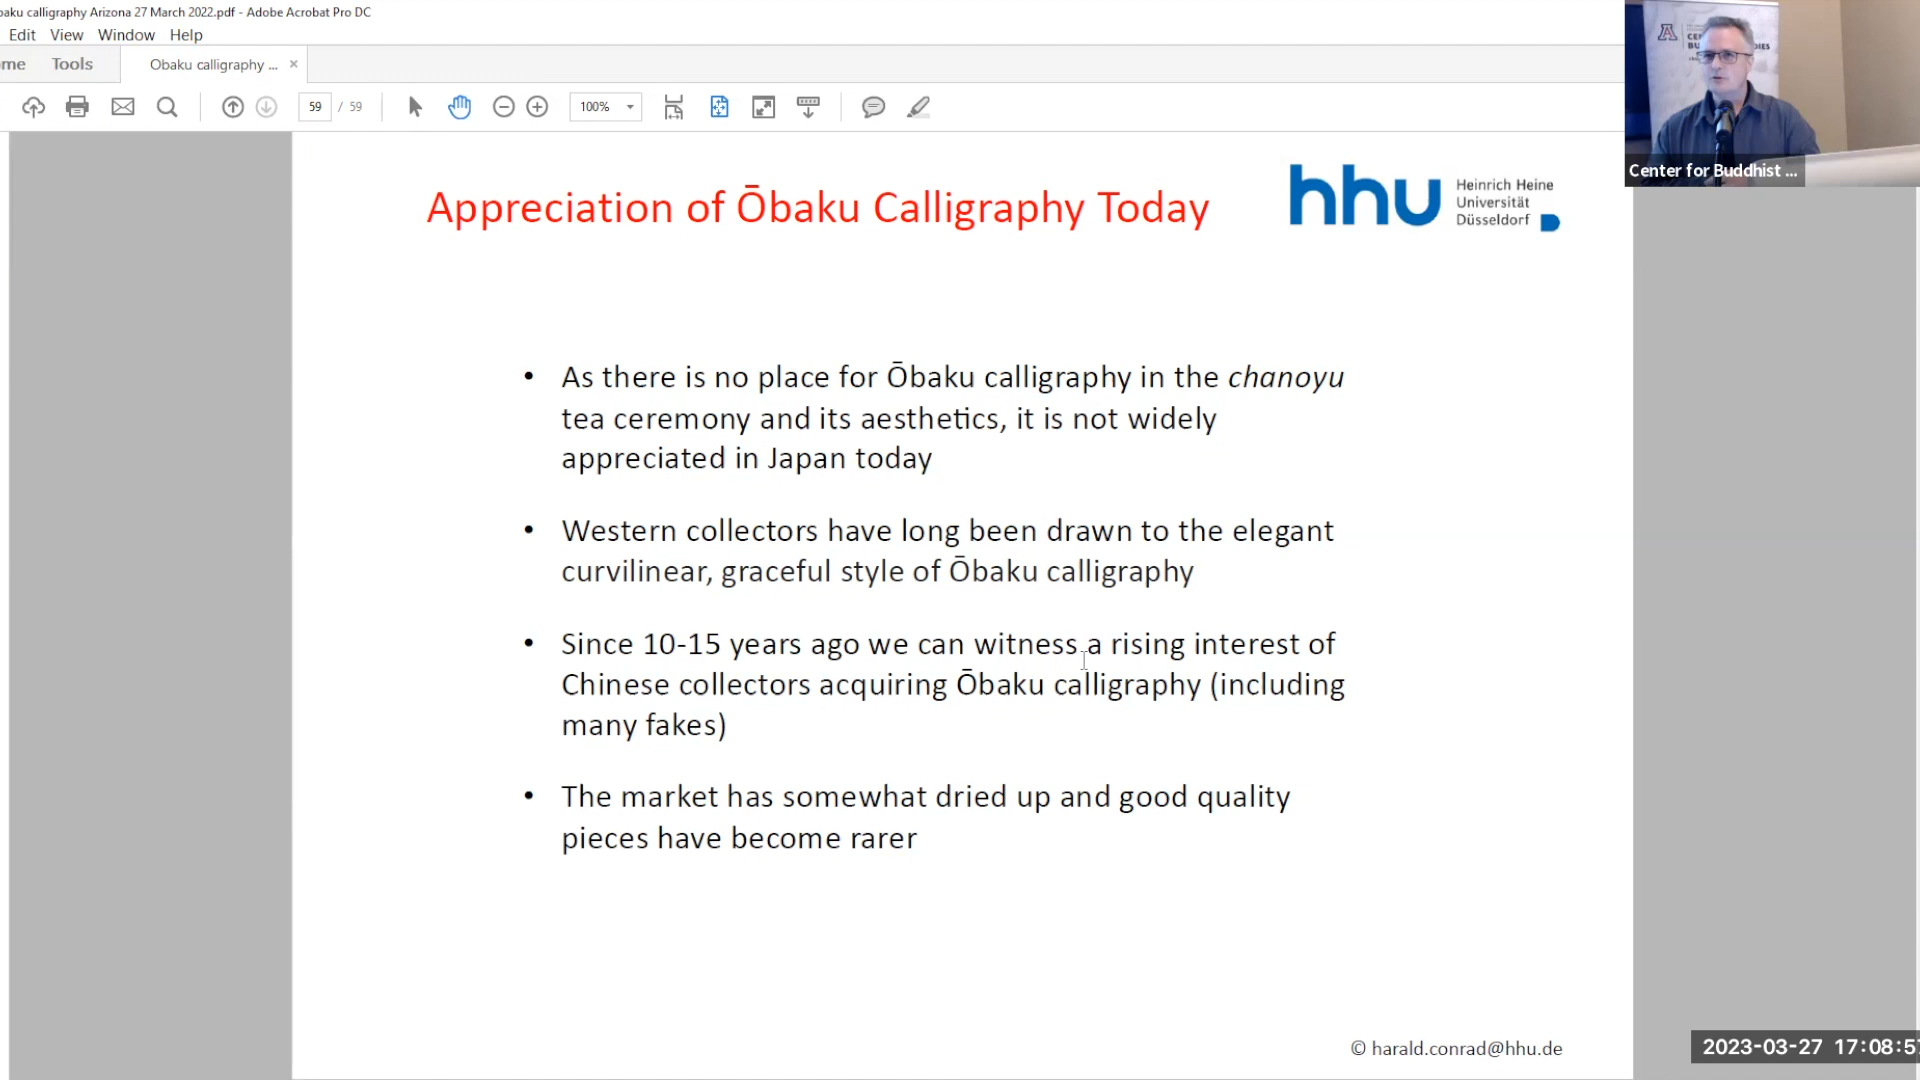 baku calligraphy Arizona 27 March 2022.pdf - Adobe Acrobat Pro DC
Edit View Window Help
me Tools Obaku calligraphy ... ×
59 / 59 100%
Center for Buddhist ...
Appreciation of Ōbaku Calligraphy Today
hhu Heinrich Heine
Universität
Düsseldorf
• As there is no place for Ōbaku calligraphy in the chanoyu
tea ceremony and its aesthetics, it is not widely
appreciated in Japan today
• Western collectors have long been drawn to the elegant
curvilinear, graceful style of Ōbaku calligraphy
• Since 10-15 years ago we can witness a rising interest of
Chinese collectors acquiring Ōbaku calligraphy (including
many fakes)
• The market has somewhat dried up and good quality
pieces have become rarer
© harald.conrad@hhu.de
2023-03-27 17:08:57